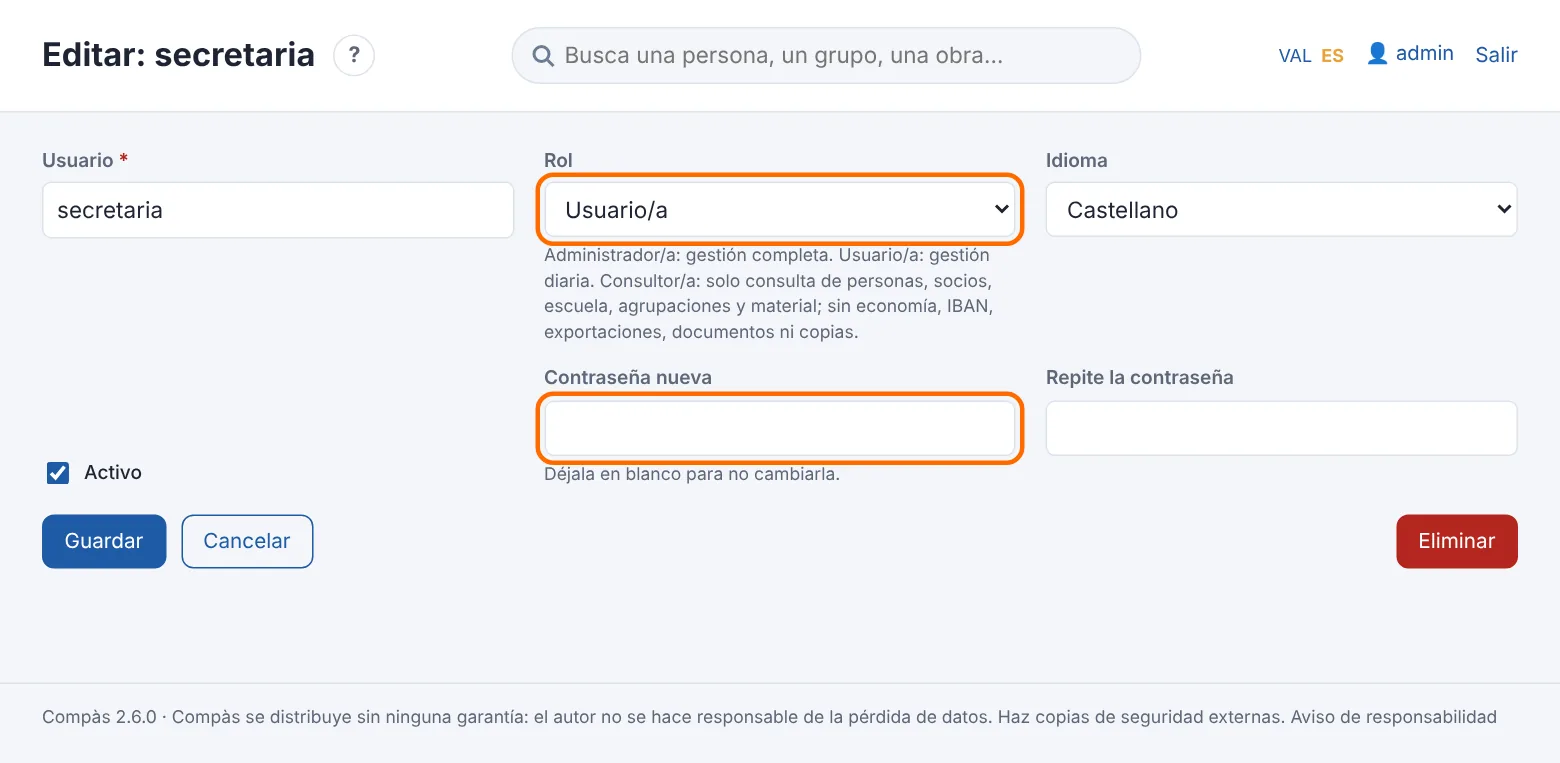 Editar: secretaria
?
Busca una persona, un grupo, una obra...
VAL ES
admin
Salir
Usuario *
Rol
Idioma
secretaria
Usuario/a
Castellano
Administrador/a: gestión completa. Usuario/a: gestión
diaria. Consultor/a: solo consulta de personas, socios,
escuela, agrupaciones y material; sin economía, IBAN,
exportaciones, documentos ni copias.
Contraseña nueva
Repite la contraseña
Activo
Déjala en blanco para no cambiarla.
Guardar
Cancelar
Eliminar
Compàs 2.6.0 · Compàs se distribuye sin ninguna garantía: el autor no se hace responsable de la pérdida de datos. Haz copias de seguridad externas. Aviso de responsabilidad